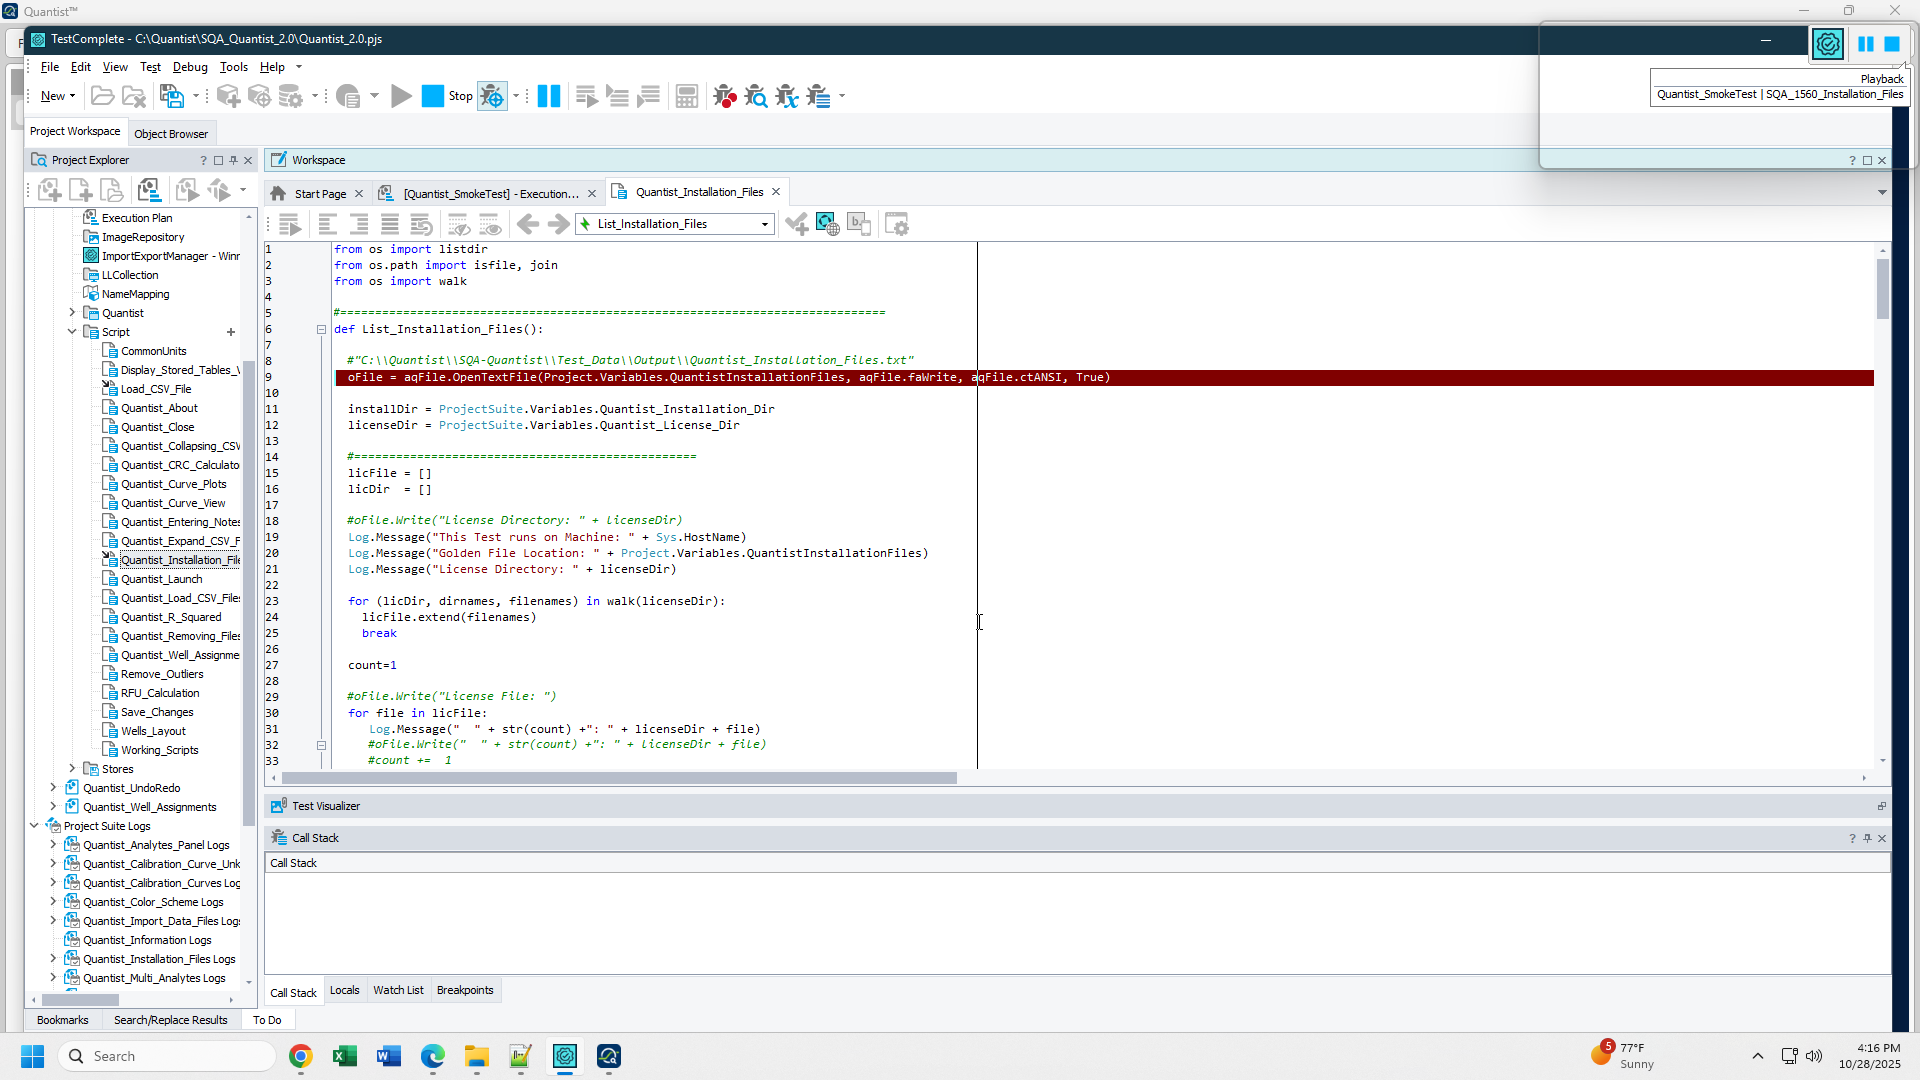 Quantist™
TestComplete - C:\Quantist\SQA_Quantist_2.0\Quantist_2.0.pjs
File Edit View Test Debug Tools Help
New
Stop
Playback
Quantist_SmokeTest | SQA_1560_Installation_Files
Project Workspace
Object Browser
Project Explorer
Workspace
Start Page
[Quantist_SmokeTest] - Execution...
Quantist_Installation_Files
List_Installation_Files
Execution Plan
ImageRepository
ImportExportManager - Winr
LLCollection
NameMapping
Quantist
Script
CommonUnits
Display_Stored_Tables_V
Load_CSV_File
Quantist_About
Quantist_Close
Quantist_Collapsing_CSV
Quantist_CRC_Calculato
Quantist_Curve_Plots
Quantist_Curve_View
Quantist_Entering_Notes
Quantist_Expand_CSV_F
Quantist_Installation_File
Quantist_Launch
Quantist_Load_CSV_Files
Quantist_R_Squared
Quantist_Removing_Files
Quantist_Well_Assignme
Remove_Outliers
RFU_Calculation
Save_Changes
Wells_Layout
Working_Scripts
Stores
Quantist_UndoRedo
Quantist_Well_Assignments
Project Suite Logs
Quantist_Analytes_Panel Logs
Quantist_Calibration_Curve_Unk
Quantist_Calibration_Curves Log
Quantist_Color_Scheme Logs
Quantist_Import_Data_Files Logs
Quantist_Information Logs
Quantist_Installation_Files Logs
Quantist_Multi_Analytes Logs
1 from os import listdir
2 from os.path import isfile, join
3 from os import walk
4
5 #==============================================================================
6 def List_Installation_Files():
7
8 #"C:\\Quantist\\SQA-Quantist\\Test_Data\\Output\\Quantist_Installation_Files.txt"
9 oFile = aqFile.OpenTextFile(Project.Variables.QuantistInstallationFiles, aqFile.faWrite, aqFile.ctANSI, True)
10
11 installDir = ProjectSuite.Variables.Quantist_Installation_Dir
12 licenseDir = ProjectSuite.Variables.Quantist_License_Dir
13
14 #=================================================
15 licFile = []
16 licDir  = []
17
18 #oFile.Write("License Directory: " + licenseDir)
19 Log.Message("This Test runs on Machine: " + Sys.HostName)
20 Log.Message("Golden File Location: " + Project.Variables.QuantistInstallationFiles)
21 Log.Message("License Directory: " + licenseDir)
22
23 for (licDir, dirnames, filenames) in walk(licenseDir):
24 licFile.extend(filenames)
25 break
26
27 count=1
28
29 #oFile.Write("License File: ")
30 for file in licFile:
31 Log.Message("  " + str(count) +": " + licenseDir + file)
32 #oFile.Write("  " + str(count) +": " + licenseDir + file)
33 #count +=  1
Test Visualizer
Call Stack
Call Stack
Call Stack Locals Watch List Breakpoints
Bookmarks Search/Replace Results To Do
Search
5
77°F
Sunny
4:16 PM
10/28/2025